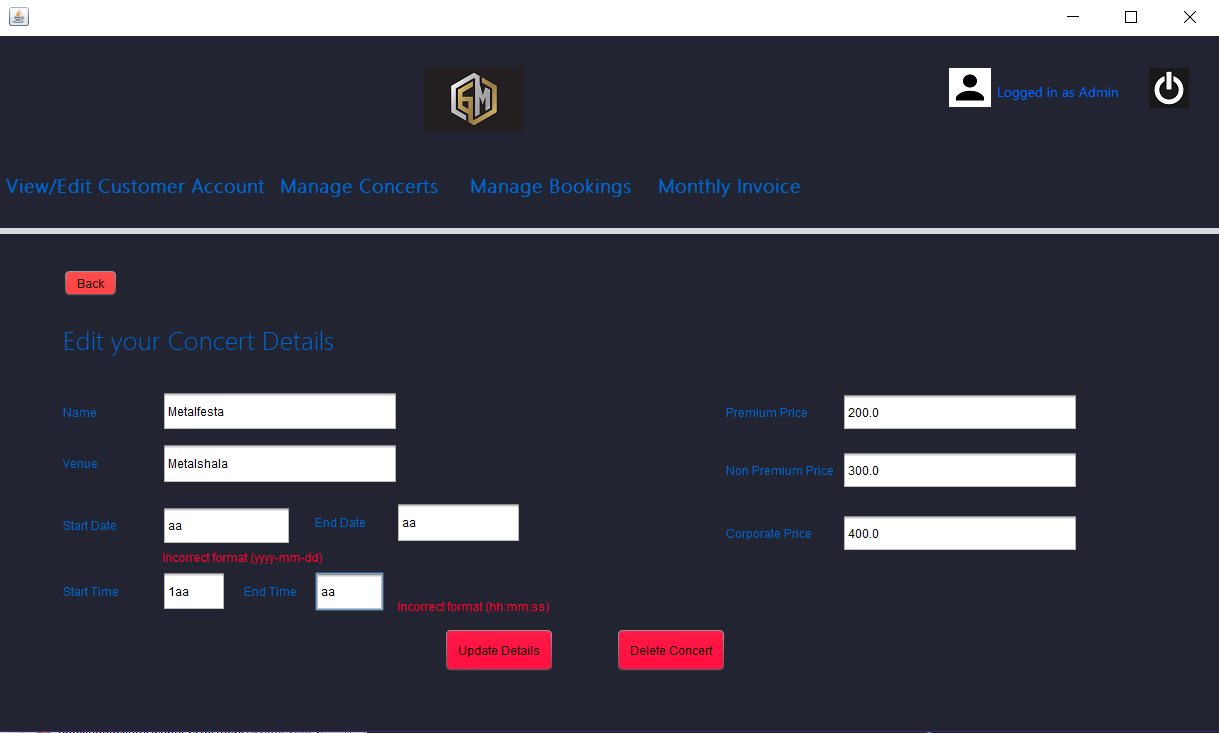 GM
Logged in as Admin
View/Edit Customer Account Manage Concerts Manage Bookings Monthly Invoice
Back
Edit your Concert Details
Name Metalfesta Premium Price 200.0
Venue Metalshala Non Premium Price 300.0
Start Date aa End Date aa Corporate Price 400.0
Incorrect format (yyyy-mm-dd)
Start Time 1aa End Time aa
Incorrect format (hh:mm:ss)
Update Details Delete Concert